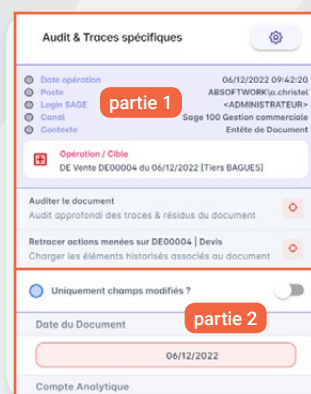 Audit & Traces spécifiques
Date opération 06/12/2022 09:42:20
Poste ABSOFTWORK\o.christel
Login SAGE <ADMINISTRATEUR>
Canal Sage 100 Gestion commerciale
Contexte Entête de Document
partie 1
Opération / Cible
DE Vente DE00004 du 06/12/2022 [Tiers BAGUES]
Auditer le document
Audit approfondi des traces & résidus du document
Retracer actions menées sur DE00004 | Devis
Charger les éléments historisés associés au document
Uniquement champs modifiés ?
partie 2
Date du Document
06/12/2022
Compte Analytique